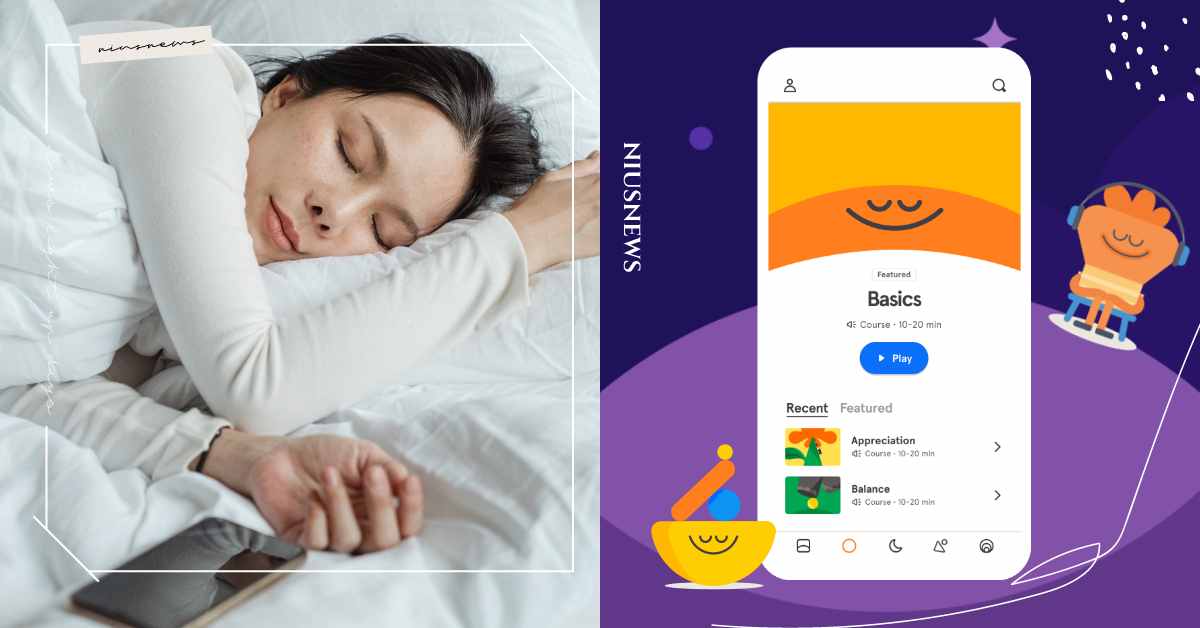 niusnews
NIUSNEWS
Featured
Basics
Course • 10-20 min
Play
Recent Featured
Appreciation
Course • 10-20 min
Balance
Course • 10-20 min